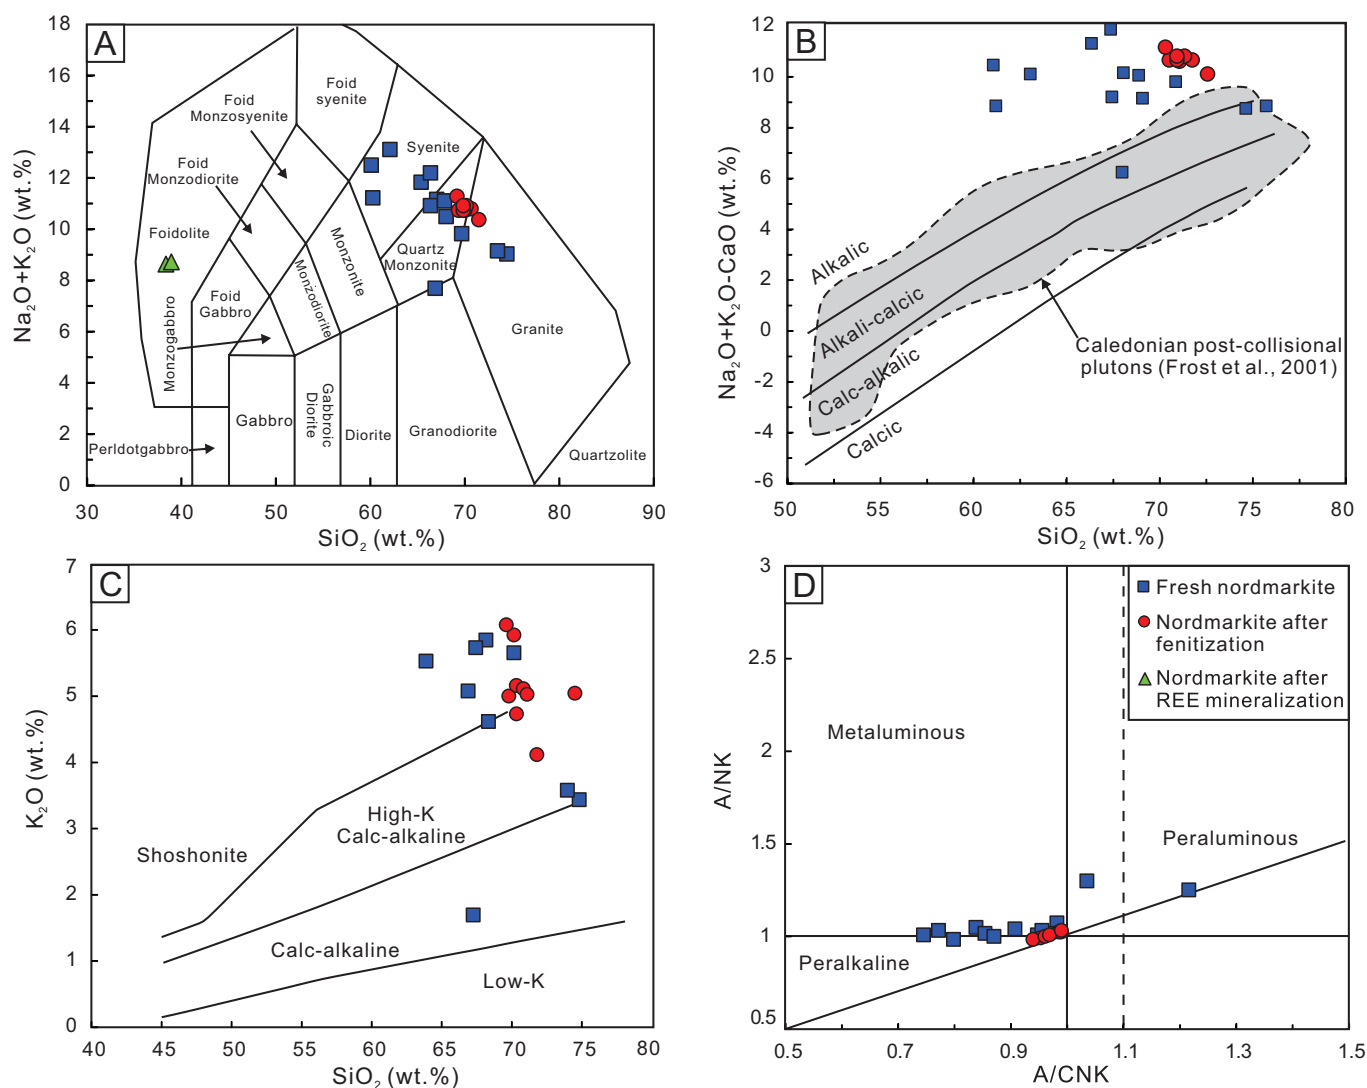 A
Na₂O+K₂O (wt.%)
18
16
14
12
10
8
6
4
2
0
30
40
50
60
70
80
90
SiO₂ (wt.%)
Foid
syenite
Foid
Monzosyenite
Syenite
Foid
Monzodiorite
Foidolite
Quartz
Monzonite
Monzonite
Monzodiorite
Foid
Gabbro
Monzogabbro
Granite
Gabbro
Gabbroic
Diorite
Diorite
Granodiorite
Perldotgabbro
Quartzolite
B
Na₂O+K₂O-CaO (wt.%)
12
10
8
6
4
2
0
-2
-4
-6
50
55
60
65
70
75
80
SiO₂ (wt.%)
Alkalic
Alkali-calcic
Calc-alkalic
Calcic
Caledonian post-collisional
plutons (Frost et al., 2001)
C
K₂O (wt.%)
7
6
5
4
3
2
1
0
40
45
50
55
60
65
70
75
80
SiO₂ (wt.%)
Shoshonite
High-K
Calc-alkaline
Calc-alkaline
Low-K
D
A/NK
3
2.5
2
1.5
1
0.5
0.5
0.7
0.9
1.1
1.3
1.5
A/CNK
Metaluminous
Peraluminous
Peralkaline
Fresh nordmarkite
Nordmarkite after
fenitization
Nordmarkite after
REE mineralization